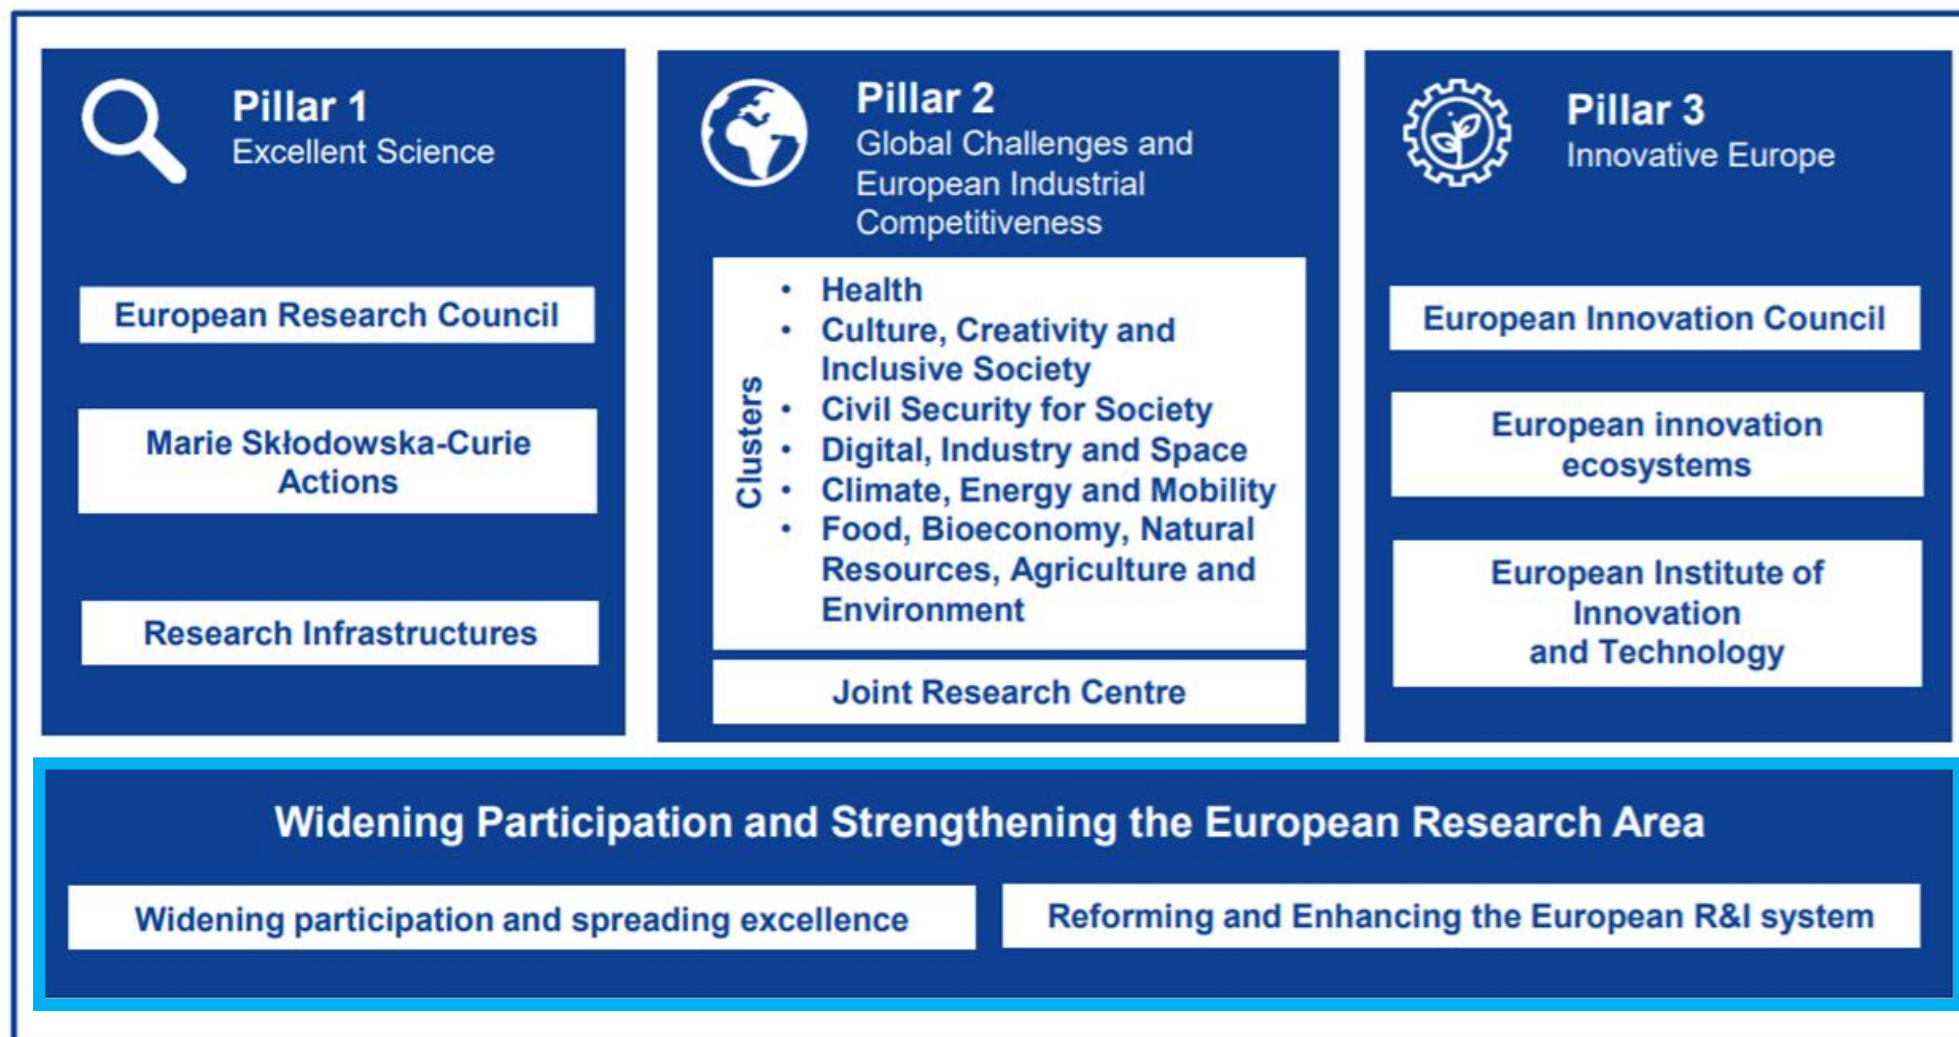 Pillar 1
Excellent Science
European Research Council
Marie Skłodowska-Curie
Actions
Research Infrastructures
Pillar 2
Global Challenges and
European Industrial
Competitiveness
Clusters
• Health
• Culture, Creativity and
Inclusive Society
• Civil Security for Society
• Digital, Industry and Space
• Climate, Energy and Mobility
• Food, Bioeconomy, Natural
Resources, Agriculture and
Environment
Joint Research Centre
Pillar 3
Innovative Europe
European Innovation Council
European innovation
ecosystems
European Institute of
Innovation
and Technology
Widening Participation and Strengthening the European Research Area
Widening participation and spreading excellence
Reforming and Enhancing the European R&I system